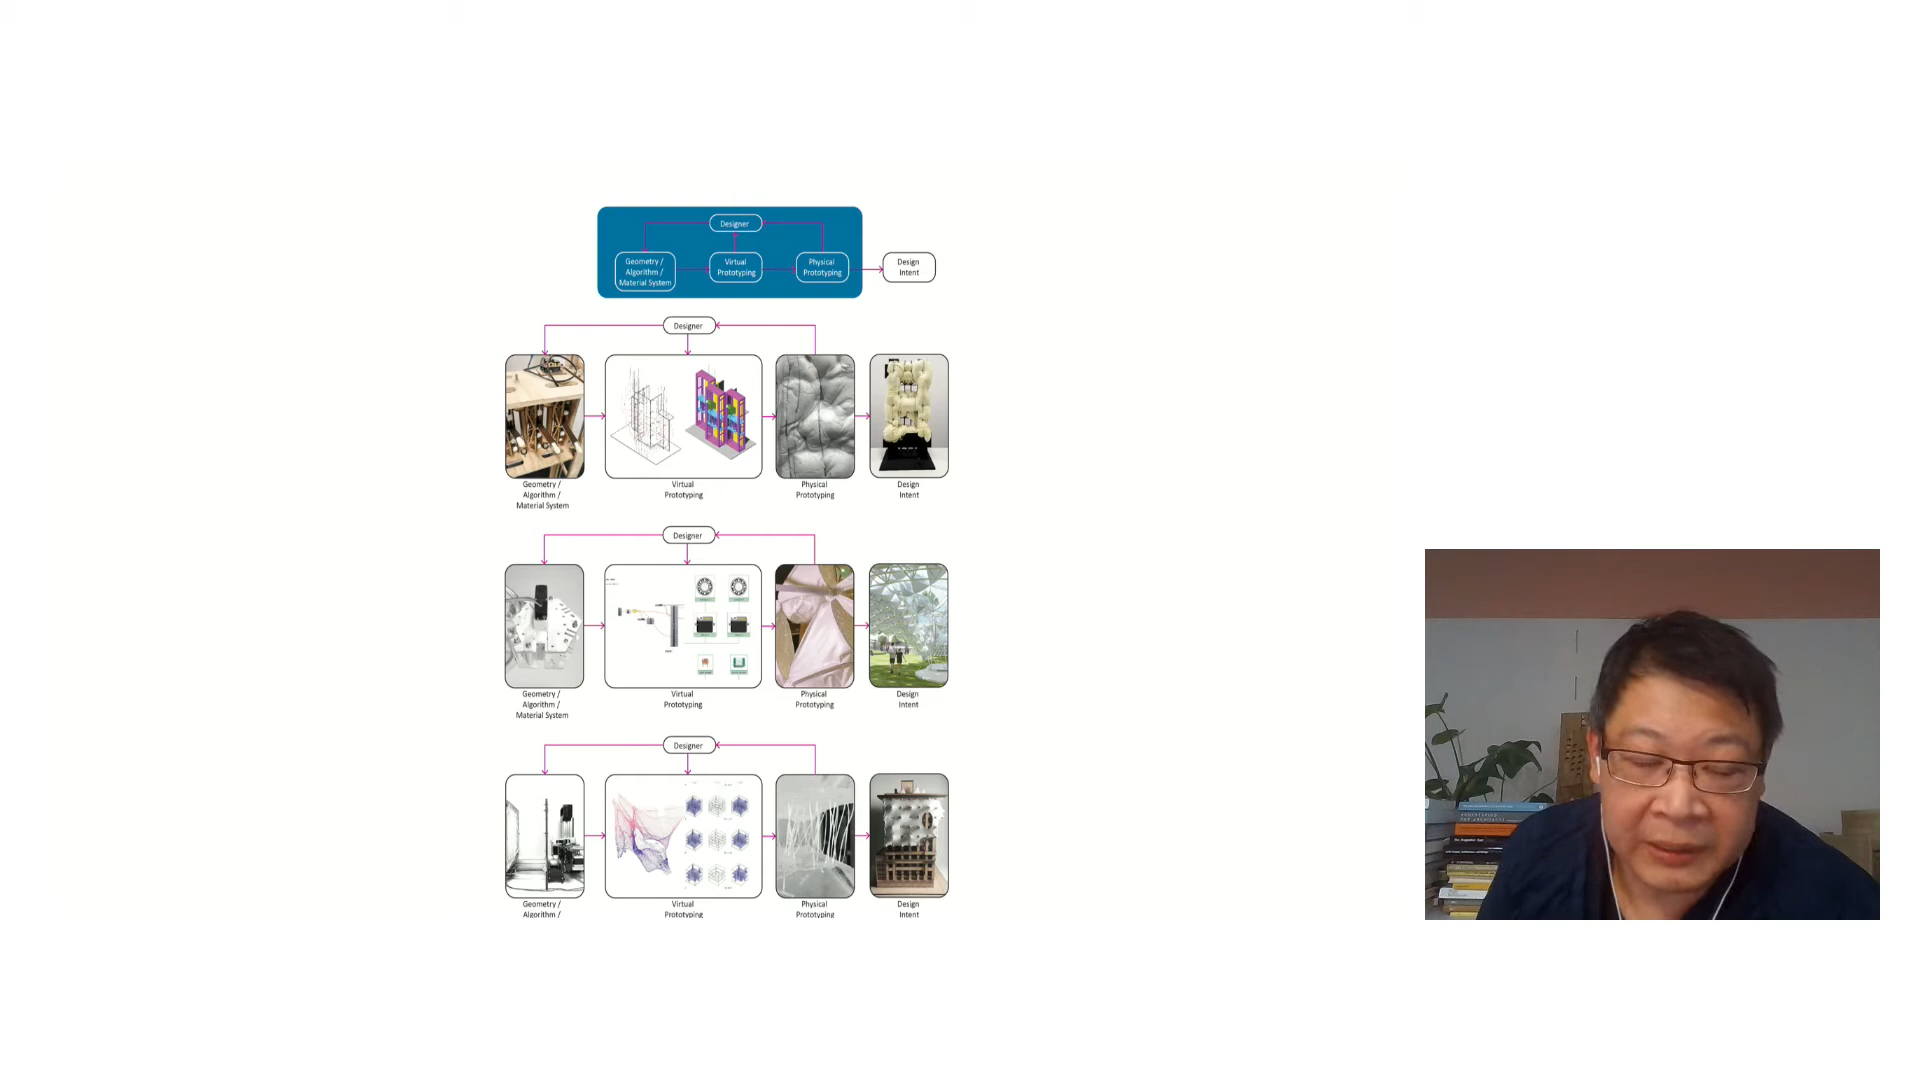 Designer
Geometry /
Algorithm /
Material System
Virtual
Prototyping
Physical
Prototyping
Design
Intent
Designer
Geometry /
Algorithm /
Material System
Virtual
Prototyping
Physical
Prototyping
Design
Intent
Designer
Geometry /
Algorithm /
Material System
Virtual
Prototyping
Physical
Prototyping
Design
Intent
Designer
Geometry /
Algorithm /
Virtual
Prototyping
Physical
Prototyping
Design
Intent